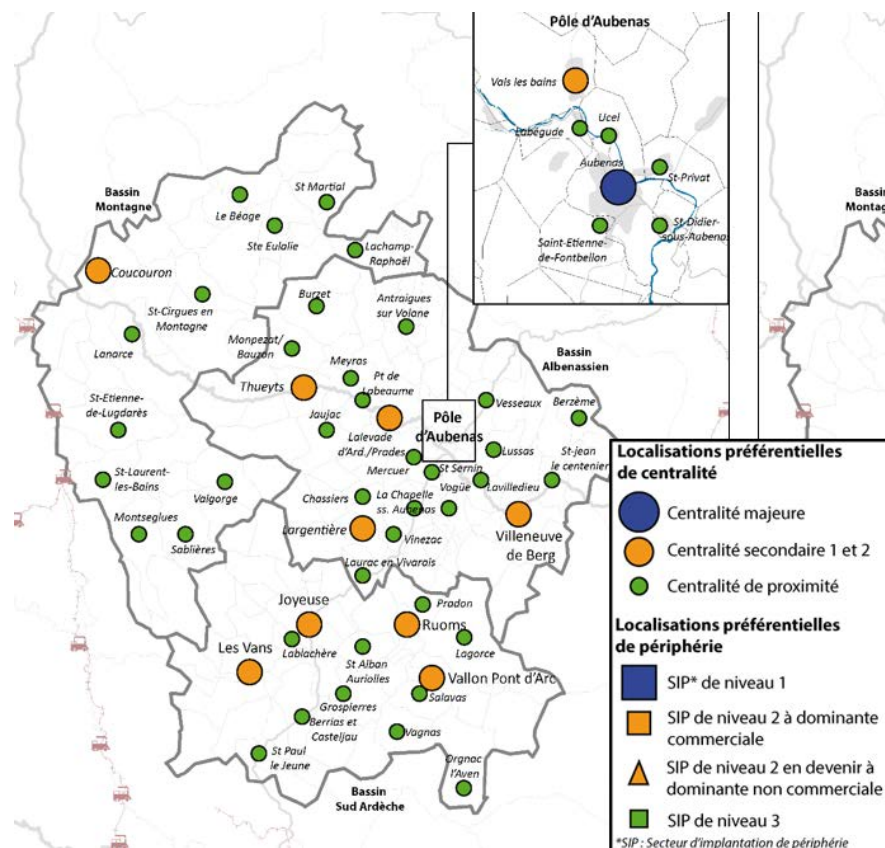 Pôle d'Aubenas
Vals les bains
Labégude
Ucel
Aubenas
St-Privat
Saint-Etienne-
de-Fontbellon
St-Didier-
sous-Aubenas
Bassin
Montagne
St Martial
Le Béage
Ste Eulalie
Lachamp-
Raphaël
Coucouron
St-Cirgues en
Montagne
Lanarce
St-Etienne-
de-Lugdarès
St-Laurent-
les-Bains
Valgorge
Montseglues
Sablières
Burzet
Antraigues
sur Volane
Monpezat/
Bauzon
Meyras
Pt de
Labeaume
Thueyts
Jaujac
Lalevade
d'Ard./Prades
Pôle
d'Aubenas
Mercuer
Bassin
Albenassien
Vesseaux
Berzème
Lussas
St-jean
le centenier
St Sernin
Vogüe
Lavilledieu
Chassiers
La Chapelle
ss. Aubenas
Largentière
Vinezac
Villeneuve
de Berg
Laurac en Vivarais
Joyeuse
Pradon
Ruoms
Les Vans
Lablachère
St Alban
Auriolles
Lagorce
Vallon Pont d'Arc
Grospierres
Salavas
Berrias et
Casteljau
Vagnas
St Paul
le Jeune
Orgnac
l'Aven
Bassin
Sud Ardèche
Localisations préférentielles
de centralité
Centralité majeure
Centralité secondaire 1 et 2
Centralité de proximité
Localisations préférentielles
de périphérie
SIP* de niveau 1
SIP de niveau 2 à dominante
commerciale
SIP de niveau 2 en devenir à
dominante non commerciale
SIP de niveau 3
*SIP : Secteur d'implantation de périphérie